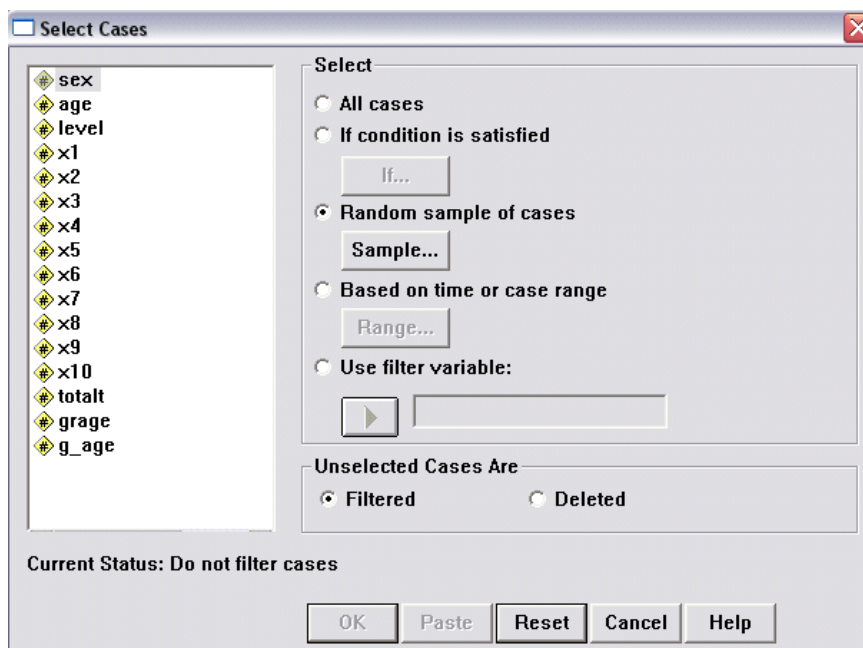 Select Cases
sex
age
level
x1
x2
x3
x4
x5
x6
x7
x8
x9
x10
totalt
grage
g_age
Select
All cases
If condition is satisfied
If...
Random sample of cases
Sample...
Based on time or case range
Range...
Use filter variable:
Unselected Cases Are
Filtered Deleted
Current Status: Do not filter cases
OK Paste Reset Cancel Help